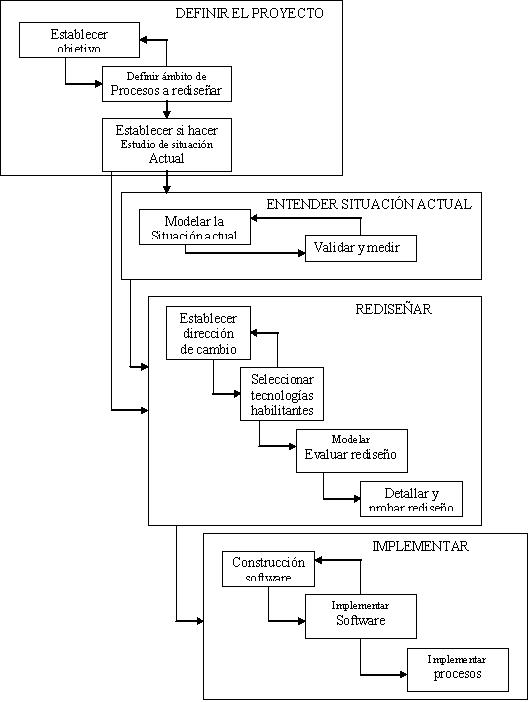 DEFINIR EL PROYECTO
Establecer
objetivo
Definir ámbito de
Procesos a rediseñar
Establecer si hacer
Estudio de situación
Actual
ENTENDER SITUACIÓN ACTUAL
Modelar la
Situación actual
Validar y medir
REDISEÑAR
Establecer
dirección
de cambio
Seleccionar
tecnologías
habilitantes
Modelar
Evaluar rediseño
Detallar y
probar rediseño
IMPLEMENTAR
Construcción
software
Implementar
Software
Implementar
procesos